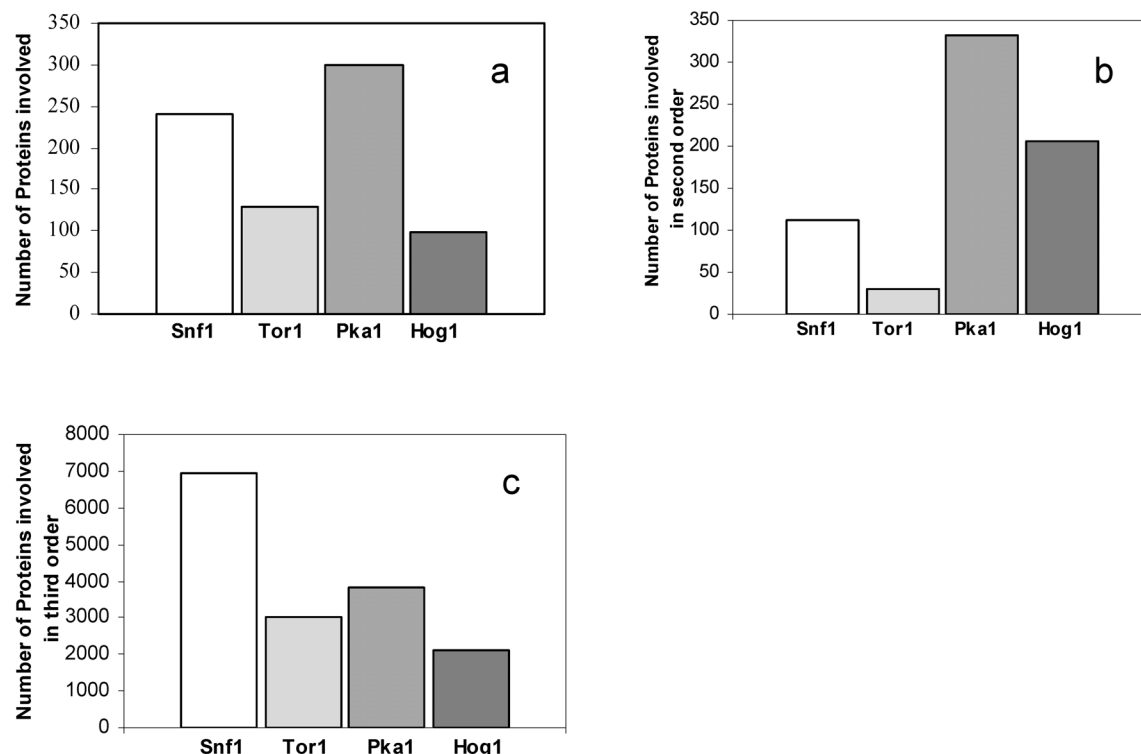 Number of Proteins involved
350
300
250
200
150
100
50
0
a
Snf1 Tor1 Pka1 Hog1
Number of Proteins involved
in second order
350
300
250
200
150
100
50
0
b
Snf1 Tor1 Pka1 Hog1
Number of Proteins involved
in third order
8000
7000
6000
5000
4000
3000
2000
1000
0
c
Snf1 Tor1 Pka1 Hog1